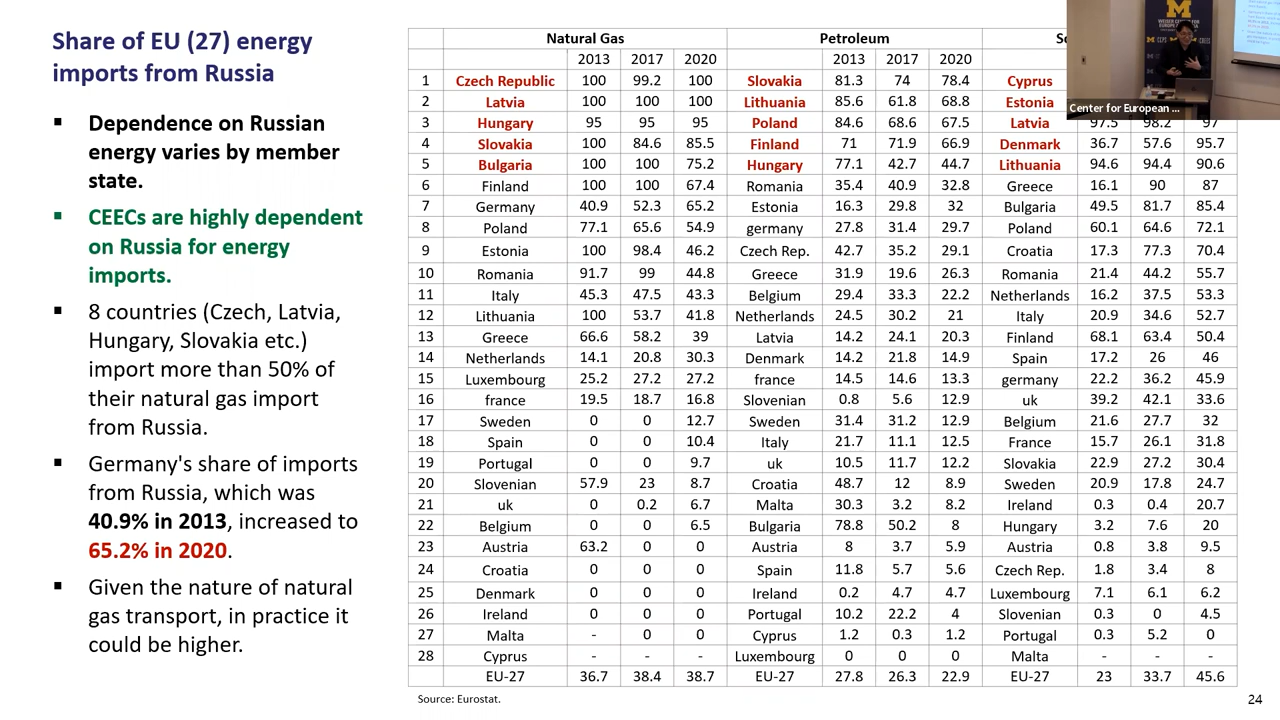 Share of EU (27) energy
imports from Russia
▪ Dependence on Russian
energy varies by member
state.
▪ CEECs are highly dependent
on Russia for energy
imports.
▪ 8 countries (Czech, Latvia,
Hungary, Slovakia etc.)
import more than 50% of
their natural gas import
from Russia.
▪ Germany's share of imports
from Russia, which was
40.9% in 2013, increased to
65.2% in 2020.
▪ Given the nature of natural
gas transport, in practice it
could be higher.
Natural Gas Petroleum
2013 2017 2020 2013 2017 2020
1 Czech Republic 100 99.2 100 Slovakia 81.3 74 78.4 Cyprus
2 Latvia 100 100 100 Lithuania 85.6 61.8 68.8 Estonia
3 Hungary 95 95 95 Poland 84.6 68.6 67.5 Latvia 97.5 98.2 97
4 Slovakia 100 84.6 85.5 Finland 71 71.9 66.9 Denmark 36.7 57.6 95.7
5 Bulgaria 100 100 75.2 Hungary 77.1 42.7 44.7 Lithuania 94.6 94.4 90.6
6 Finland 100 100 67.4 Romania 35.4 40.9 32.8 Greece 16.1 90 87
7 Germany 40.9 52.3 65.2 Estonia 16.3 29.8 32 Bulgaria 49.5 81.7 85.4
8 Poland 77.1 65.6 54.9 germany 27.8 31.4 29.7 Poland 60.1 64.6 72.1
9 Estonia 100 98.4 46.2 Czech Rep. 42.7 35.2 29.1 Croatia 17.3 77.3 70.4
10 Romania 91.7 99 44.8 Greece 31.9 19.6 26.3 Romania 21.4 44.2 55.7
11 Italy 45.3 47.5 43.3 Belgium 29.4 33.3 22.2 Netherlands 16.2 37.5 53.3
12 Lithuania 100 53.7 41.8 Netherlands 24.5 30.2 21 Italy 20.9 34.6 52.7
13 Greece 66.6 58.2 39 Latvia 14.2 24.1 20.3 Finland 68.1 63.4 50.4
14 Netherlands 14.1 20.8 30.3 Denmark 14.2 21.8 14.9 Spain 17.2 26 46
15 Luxembourg 25.2 27.2 27.2 france 14.5 14.6 13.3 germany 22.2 36.2 45.9
16 france 19.5 18.7 16.8 Slovenian 0.8 5.6 12.9 uk 39.2 42.1 33.6
17 Sweden 0 0 12.7 Sweden 31.4 31.2 12.9 Belgium 21.6 27.7 32
18 Spain 0 0 10.4 Italy 21.7 11.1 12.5 France 15.7 26.1 31.8
19 Portugal 0 0 9.7 uk 10.5 11.7 12.2 Slovakia 22.9 27.2 30.4
20 Slovenian 57.9 23 8.7 Croatia 48.7 12 8.9 Sweden 20.9 17.8 24.7
21 uk 0 0.2 6.7 Malta 30.3 3.2 8.2 Ireland 0.3 0.4 20.7
22 Belgium 0 0 6.5 Bulgaria 78.8 50.2 8 Hungary 3.2 7.6 20
23 Austria 63.2 0 0 Austria 8 3.7 5.9 Austria 0.8 3.8 9.5
24 Croatia 0 0 0 Spain 11.8 5.7 5.6 Czech Rep. 1.8 3.4 8
25 Denmark 0 0 0 Ireland 0.2 4.7 4.7 Luxembourg 7.1 6.1 6.2
26 Ireland 0 0 0 Portugal 10.2 22.2 4 Slovenian 0.3 0 4.5
27 Malta - 0 0 Cyprus 1.2 0.3 1.2 Portugal 0.3 5.2 0
28 Cyprus - - - Luxembourg 0 0 0 Malta - - -
EU-27 36.7 38.4 38.7 EU-27 27.8 26.3 22.9 EU-27 23 33.7 45.6
Source: Eurostat.
24
M
WEISER CENTER FOR
Center for European ...